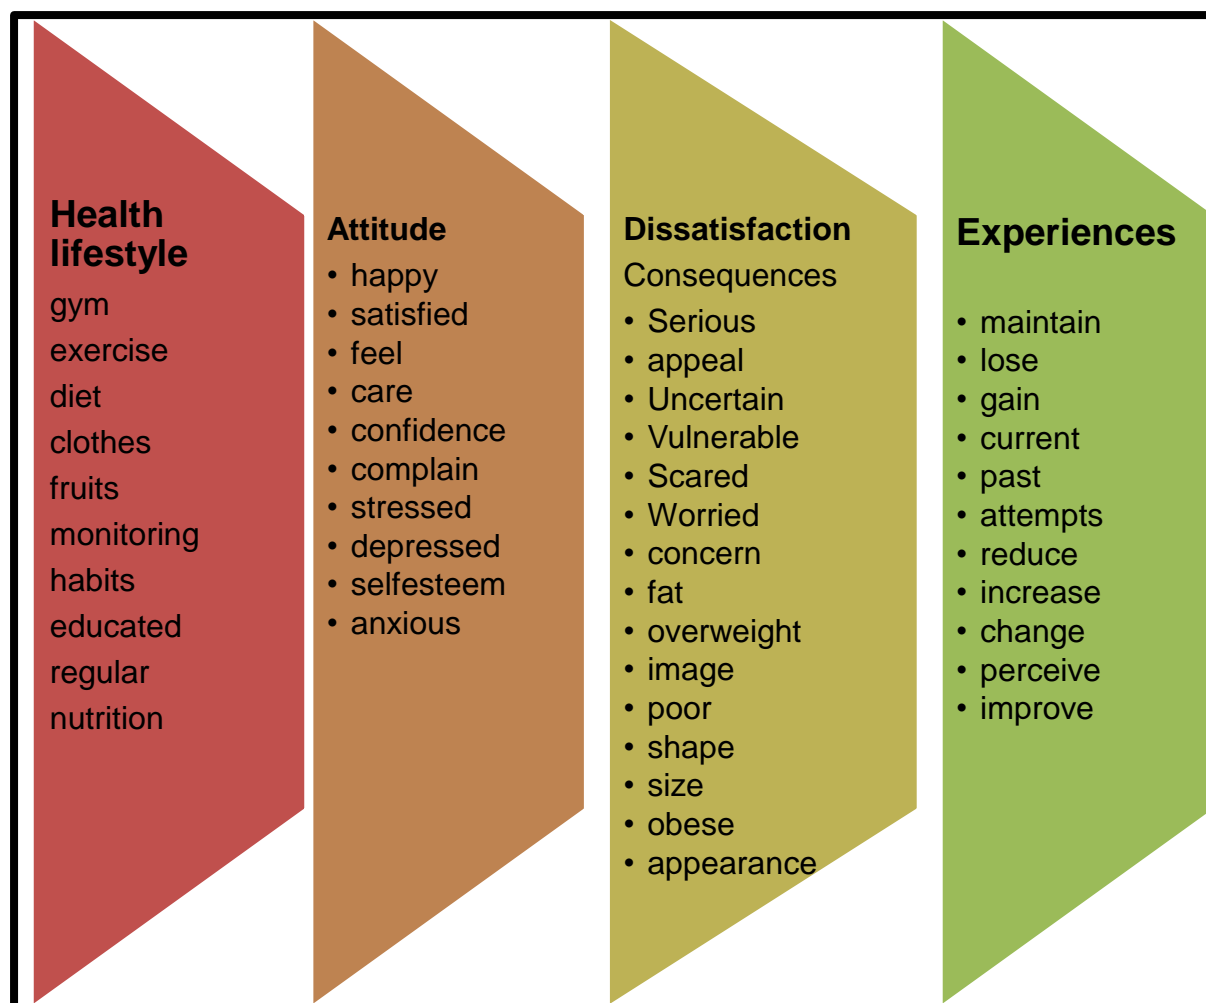 Health
lifestyle
gym
exercise
diet
clothes
fruits
monitoring
habits
educated
regular
nutrition
Attitude
• happy
• satisfied
• feel
• care
• confidence
• complain
• stressed
• depressed
• selfesteem
• anxious
Dissatisfaction
Consequences
• Serious
• appeal
• Uncertain
• Vulnerable
• Scared
• Worried
• concern
• fat
• overweight
• image
• poor
• shape
• size
• obese
• appearance
Experiences
• maintain
• lose
• gain
• current
• past
• attempts
• reduce
• increase
• change
• perceive
• improve